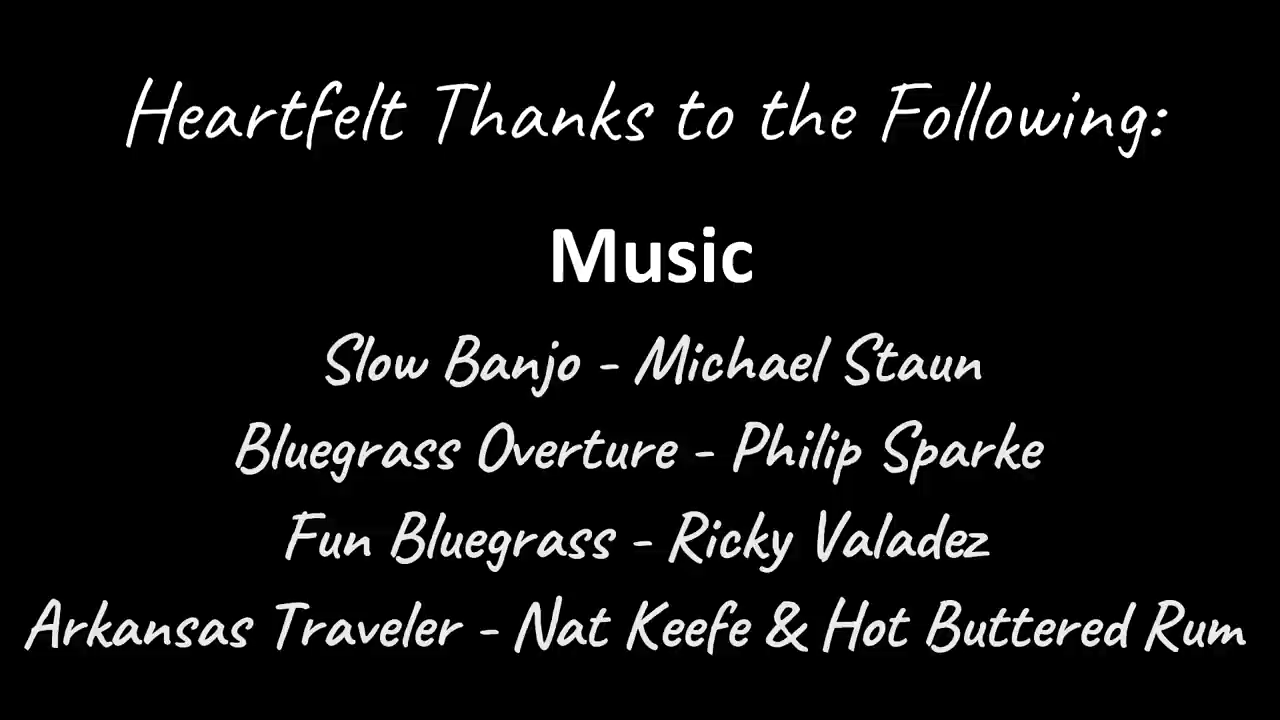 Heartfelt Thanks to the Following:
Music
Slow Banjo - Michael Staun
Bluegrass Overture - Philip Sparke
Fun Bluegrass - Ricky Valadez
Arkansas Traveler - Nat Keefe & Hot Buttered Rum